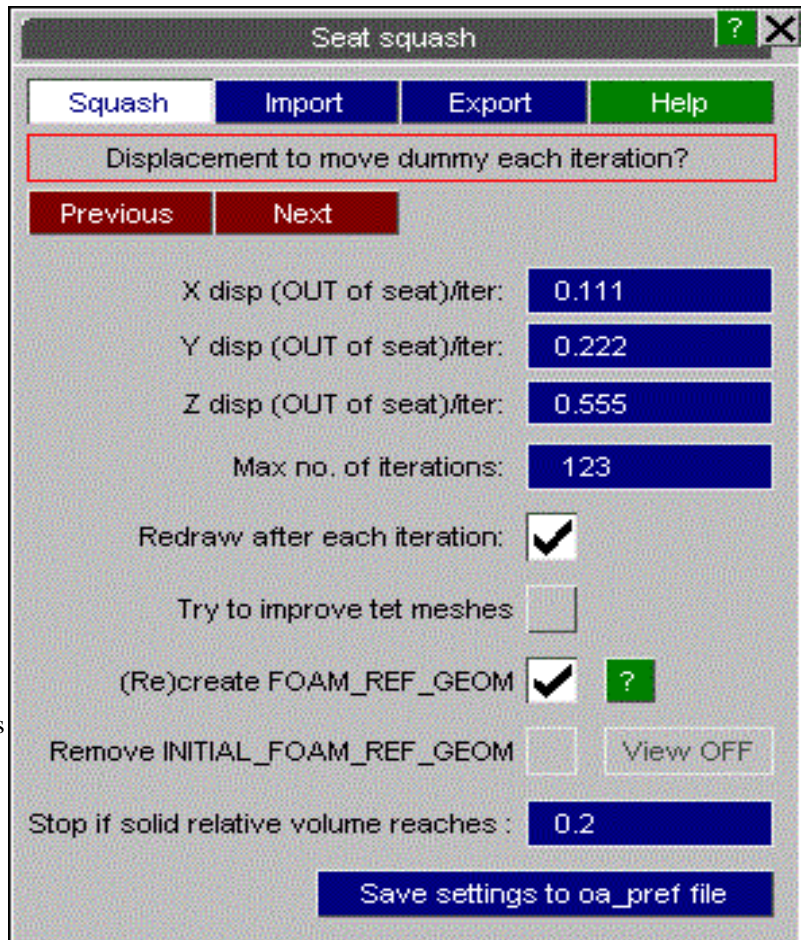 Seat squash ?
Squash Import Export Help
Displacement to move dummy each iteration?
Previous Next
X disp (OUT of seat)/iter: 0.111
Y disp (OUT of seat)/iter: 0.222
Z disp (OUT of seat)/iter: 0.555
Max no. of iterations: 123
Redraw after each iteration:
Try to improve tet meshes
(Re)create FOAM_REF_GEOM ?
s
Remove INITIAL_FOAM_REF_GEOM View OFF
Stop if solid relative volume reaches : 0.2
Save settings to oa_pref file